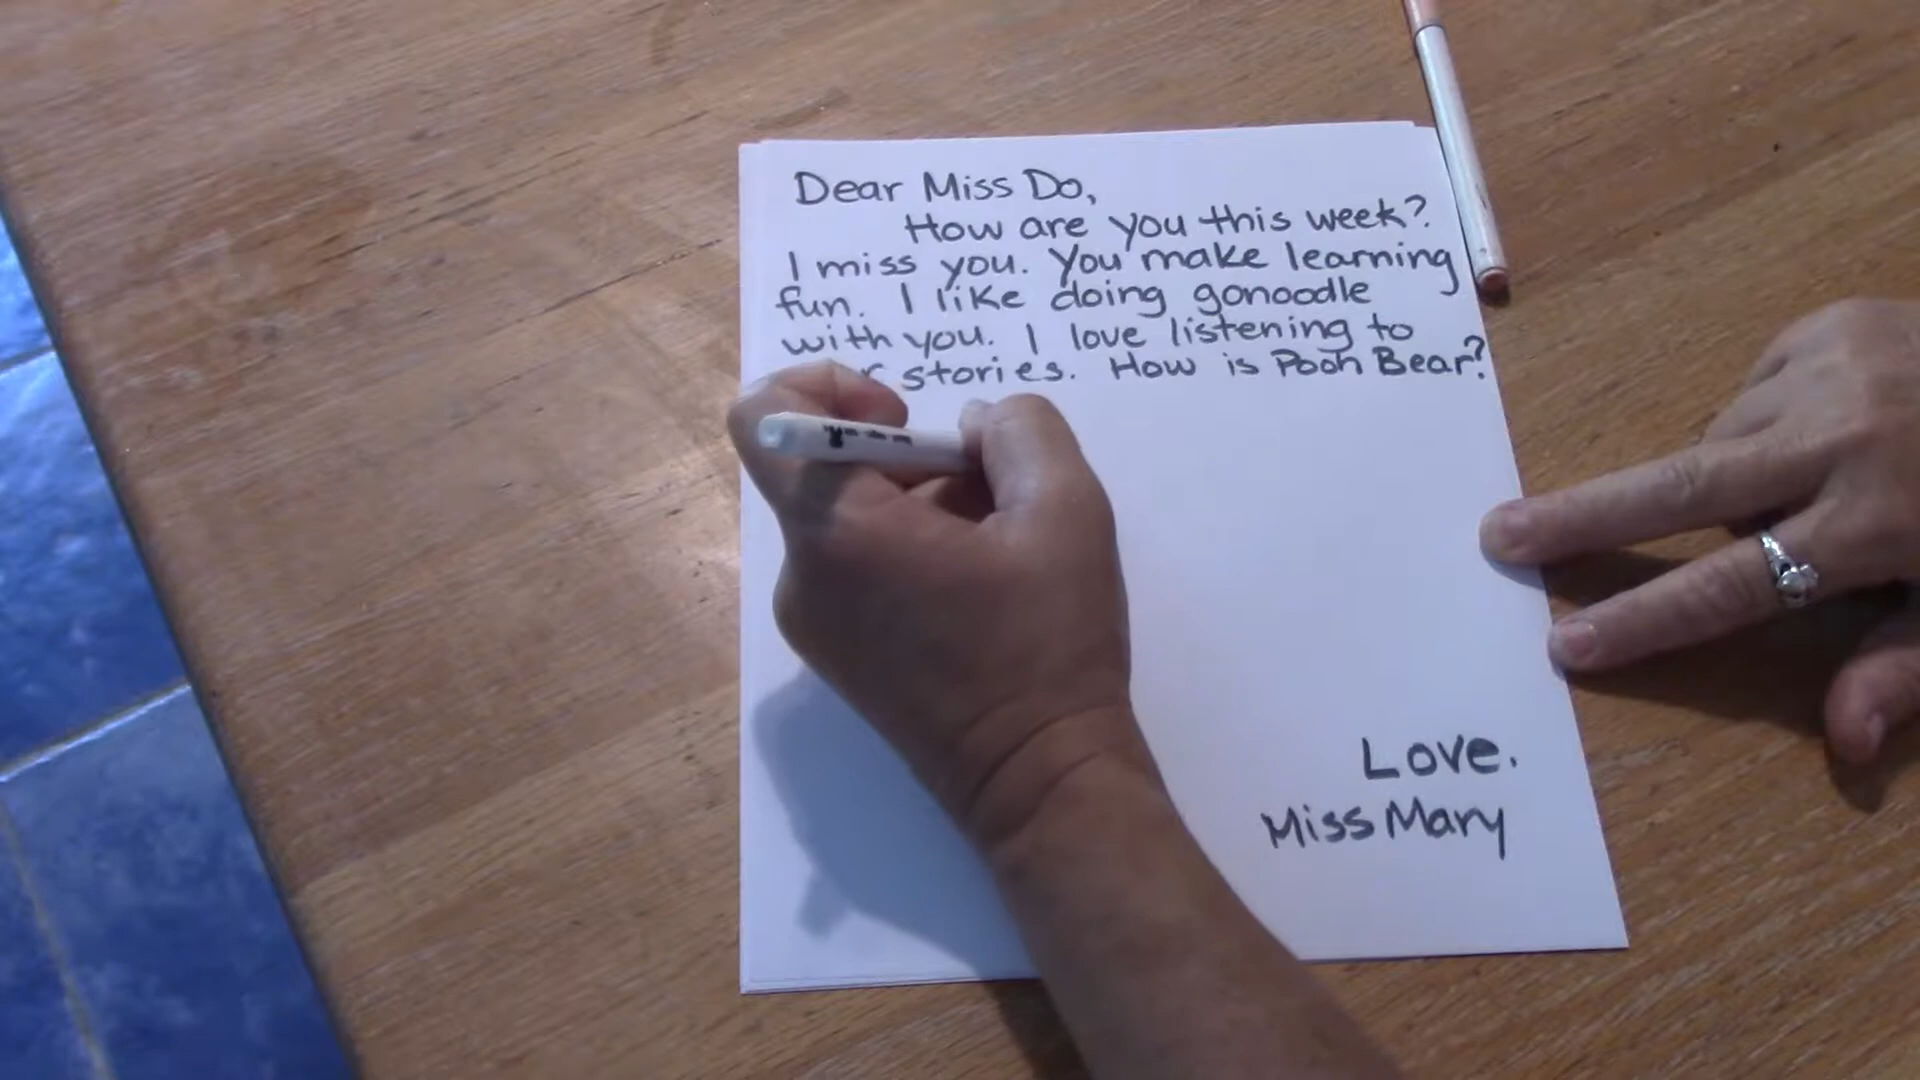 Dear Miss Do,
How are you this week?
I miss you. You make learning
fun. I like doing gonoodle
with you. I love listening to
stories. How is Pooh Bear?
Love.
Miss Mary